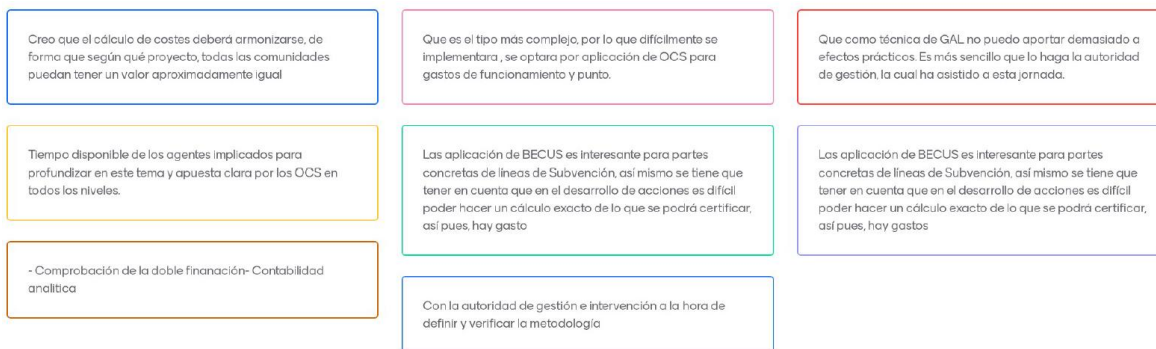 Creo que el cálculo de costes deberá armonizarse, de
forma que según qué proyecto, todas las comunidades
puedan tener un valor aproximadamente igual
Que es el tipo más complejo, por lo que difícilmente se
implementara , se optara por aplicación de OCS para
gastos de funcionamiento y punto.
Que como técnica de GAL no puedo aportar demasiado a
efectos prácticos. Es más sencillo que lo haga la autoridad
de gestión, la cual ha asistido a esta jornada.
Tiempo disponible de los agentes implicados para
profundizar en este tema y apuesta clara por los OCS en
todos los niveles.
Las aplicación de BECUS es interesante para partes
concretas de líneas de Subvención, así mismo se tiene que
tener en cuenta que en el desarrollo de acciones es difícil
poder hacer un cálculo exacto de lo que se podrá certificar,
así pues, hay gasto
Las aplicación de BECUS es interesante para partes
concretas de líneas de Subvención, así mismo se tiene que
tener en cuenta que en el desarrollo de acciones es difícil
poder hacer un cálculo exacto de lo que se podrá certificar,
así pues, hay gastos
- Comprobación de la doble finanación- Contabilidad
analitica
Con la autoridad de gestión e intervención a la hora de
definir y verificar la metodología